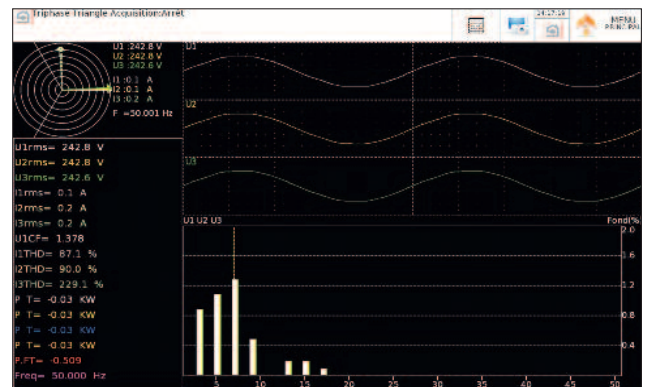 Triphase Triangle Acquisition:Arrêt
14:17:19
MENU
PRINCIPAL
U1 :242.8 V
U2 :242.8 V
U3 :242.6 V
I1 :0.1 A
I2 :0.1 A
I3 :0.2 A
F =50.001 Hz
U1
U2
U3
U1rms= 242.8 V
U2rms= 242.8 V
U3rms= 242.6 V
I1rms= 0.1 A
I2rms= 0.2 A
I3rms= 0.2 A
U1CF= 1.378
I1THD= 87.1 %
I2THD= 90.0 %
I3THD= 229.1 %
P T= -0.03 KW
P T= -0.03 KW
P T= -0.03 KW
P T= -0.03 KW
P.FT= -0.509
Freq= 50.000 Hz
U1 U2 U3
Fond(%
2.0
1.6
1.2
0.8
0.4
5 10 15 20 25 30 35 40 45 50